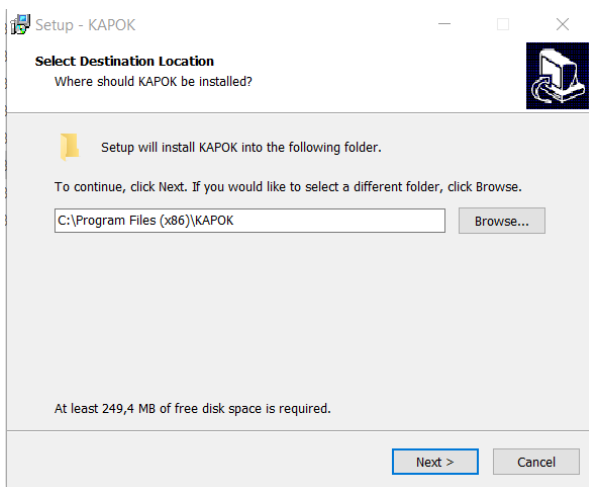 Setup - KAPOK
Select Destination Location
Where should KAPOK be installed?
Setup will install KAPOK into the following folder.
To continue, click Next. If you would like to select a different folder, click Browse.
C:\Program Files (x86)\KAPOK
Browse...
At least 249,4 MB of free disk space is required.
Next >
Cancel